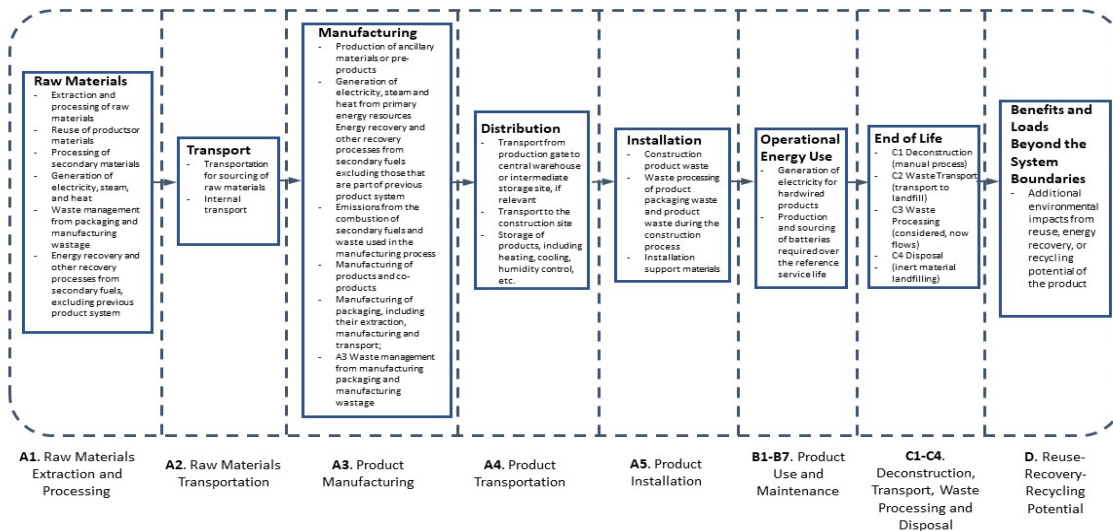 Raw Materials
- Extraction and
processing of raw
materials
- Reuse of productsor
materials
- Processing of
secondary materials
- Generation of
electricity, steam,
and heat
- Waste management
from packaging and
manufacturing
wastage
- Energy recovery and
other recovery
processes from
secondary fuels,
excluding previous
product system
Transport
- Transportation
for sourcing of
raw materials
- Internal
transport
Manufacturing
- Production of ancillary
materials or pre-
products
- Generation of
electricity, steam and
heat from primary
energy resources
Energy recovery and
other recovery
processes from
secondary fuels
excluding those that
are part of previous
product system
- Emissions from the
combustion of
secondary fuels and
waste used in the
manufacturing process
- Manufacturing of
products and co-
products
- Manufacturing of
packaging, including
their extraction,
manufacturing and
transport;
- A3 Waste management
from manufacturing
packaging and
manufacturing
wastage
Distribution
- Transport from
production gate to
central warehouse
or intermediate
storage site, if
relevant
- Transport to the
construction site
- Storage of
products, including
heating, cooling,
humidity control,
etc.
Installation
- Construction
product waste
- Waste processing
of product
packaging waste
and product
waste during the
construction
process
- Installation
support materials
Operational
Energy Use
- Generation of
electricity for
hardwired
products
- Production
and sourcing
of batteries
required over
the reference
service life
End of Life
- C1 Deconstruction
(manual process)
- C2 Waste Transport
(transport to
landfill)
- C3 Waste
Processing
(considered, now
flows)
- C4 Disposal
- (inert material
landfilling)
Benefits and
Loads
Beyond the
System
Boundaries
- Additional
environmental
impacts from
reuse, energy
recovery, or
recycling
potential of
the product
A1. Raw Materials
Extraction and
Processing
A2. Raw Materials
Transportation
A3. Product
Manufacturing
A4. Product
Transportation
A5. Product
Installation
B1-B7. Product
Use and
Maintenance
C1-C4.
Deconstruction,
Transport, Waste
Processing and
Disposal
D. Reuse-
Recovery-
Recycling
Potential